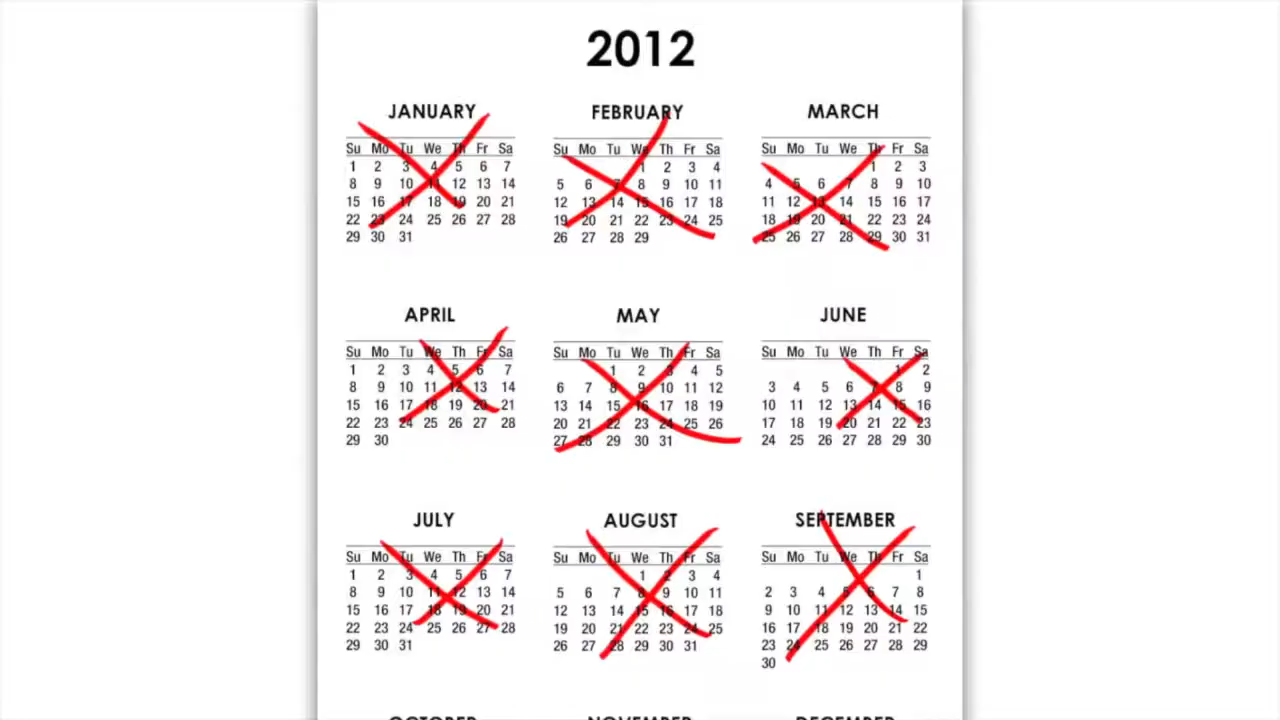 2012
JANUARY FEBRUARY MARCH
Su Mo Tu We Th Fr Sa Su Mo Tu We Th Fr Sa Su Mo Tu We Th Fr Sa
1 2 3 4 5 6 7 1 2 3 4 1 2 3
8 9 10 11 12 13 14 5 6 7 8 9 10 11 4 5 6 7 8 9 10
15 16 17 18 19 20 21 12 13 14 15 16 17 18 11 12 13 14 15 16 17
22 23 24 25 26 27 28 19 20 21 22 23 24 25 18 19 20 21 22 23 24
29 30 31 26 27 28 29 25 26 27 28 29 30 31
APRIL MAY JUNE
Su Mo Tu We Th Fr Sa Su Mo Tu We Th Fr Sa Su Mo Tu We Th Fr Sa
1 2 3 4 5 6 7 1 2 3 4 5 1 2
8 9 10 11 12 13 14 6 7 8 9 10 11 12 3 4 5 6 7 8 9
15 16 17 18 19 20 21 13 14 15 16 17 18 19 10 11 12 13 14 15 16
22 23 24 25 26 27 28 20 21 22 23 24 25 26 17 18 19 20 21 22 23
29 30 27 28 29 30 31 24 25 26 27 28 29 30
JULY AUGUST SEPTEMBER
Su Mo Tu We Th Fr Sa Su Mo Tu We Th Fr Sa Su Mo Tu We Th Fr Sa
1 2 3 4 5 6 7 1 2 3 4 1
8 9 10 11 12 13 14 5 6 7 8 9 10 11 2 3 4 5 6 7 8
15 16 17 18 19 20 21 12 13 14 15 16 17 18 9 10 11 12 13 14 15
22 23 24 25 26 27 28 19 20 21 22 23 24 25 16 17 18 19 20 21 22
29 30 31 26 27 28 29 30 31 23 24 25 26 27 28 29
30
OCTOBER NOVEMBER DECEMBER